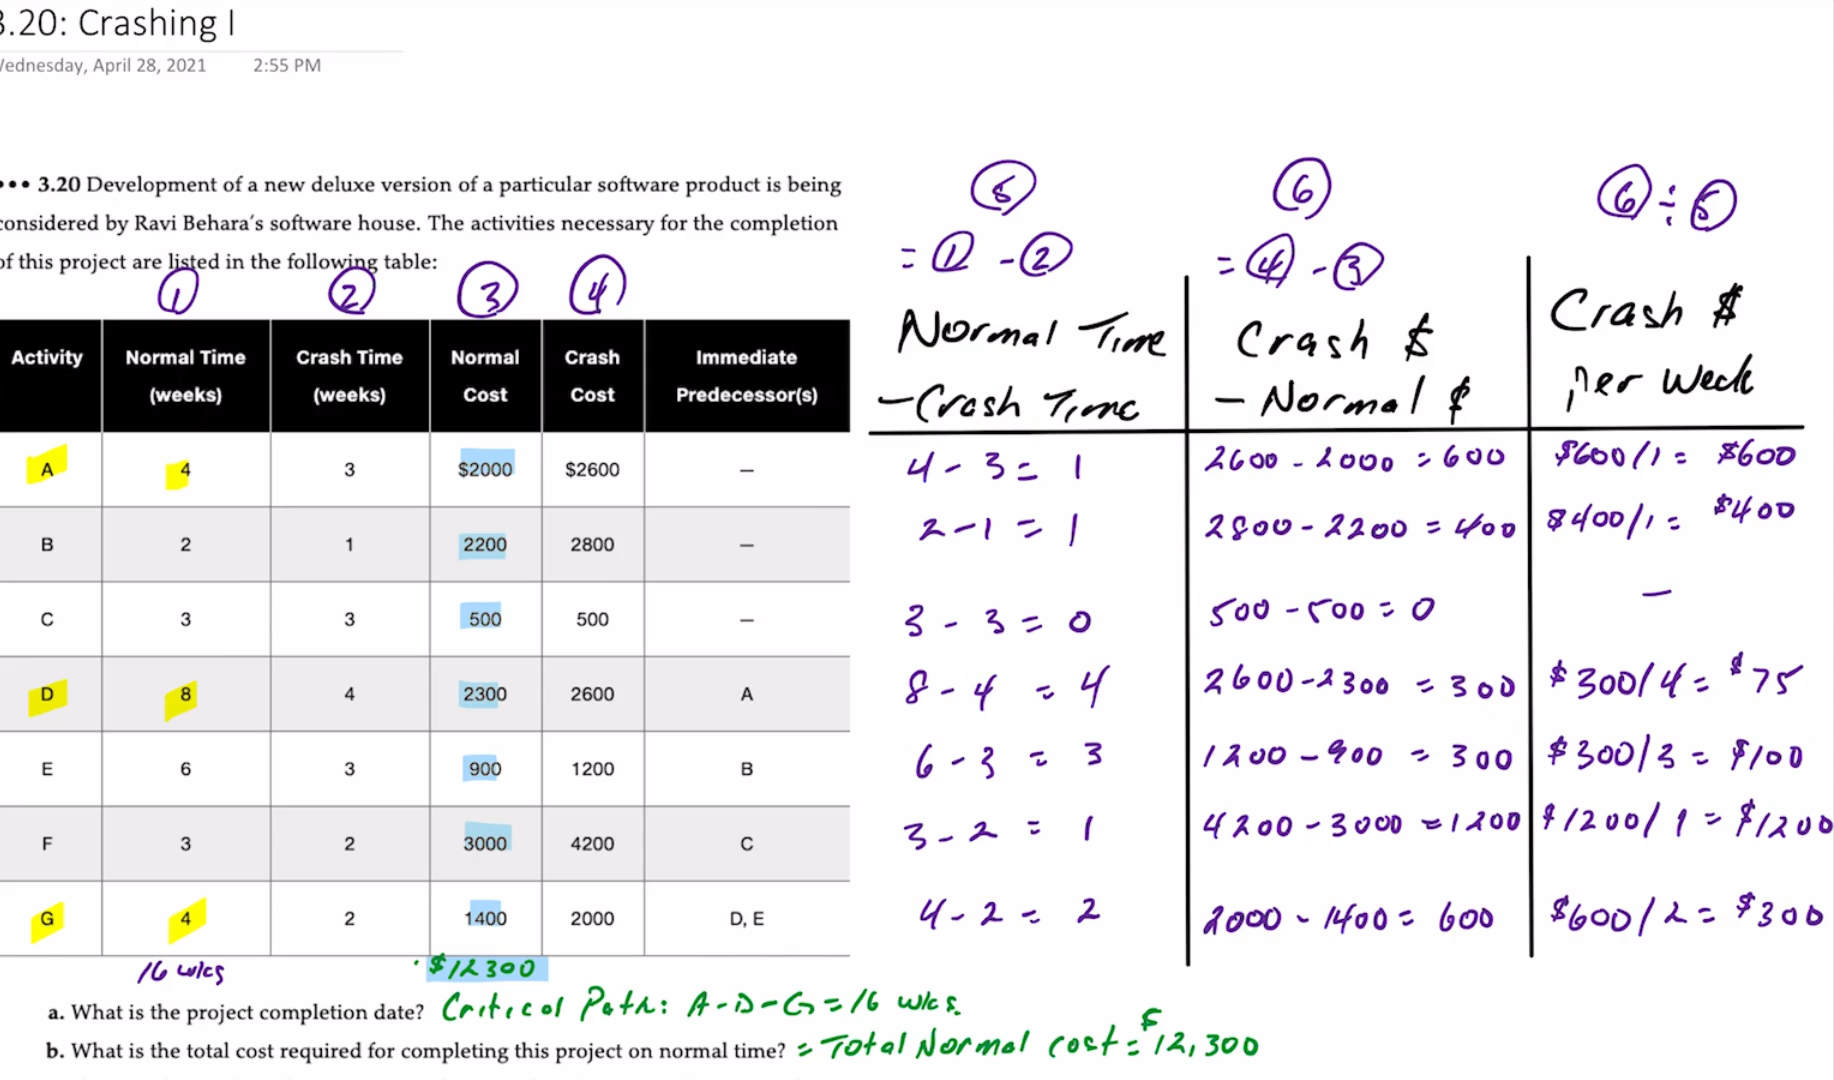 3.20: Crashing I
Wednesday, April 28, 2021 2:55 PM
••• 3.20 Development of a new deluxe version of a particular software product is being
considered by Ravi Behara's software house. The activities necessary for the completion
of this project are listed in the following table:
① ② ③ ④
⑤ ⑥ ⑥ ÷ ⑤
= ① - ② = ④ - ③
Activity Normal Time (weeks) Crash Time (weeks) Normal Cost Crash Cost Immediate Predecessor(s) Normal Time - Crash Time Crash $ - Normal $ Crash $ per Week
A 4 3 $2000 $2600 — 4 - 3 = 1 2600 - 2000 = 600 $600/1 = $600
B 2 1 2200 2800 — 2 - 1 = 1 2800 - 2200 = 400 $400/1 = $400
C 3 3 500 500 — 3 - 3 = 0 500 - 500 = 0 —
D 8 4 2300 2600 A 8 - 4 = 4 2600 - 2300 = 300 $300/4 = $75
E 6 3 900 1200 B 6 - 3 = 3 1200 - 900 = 300 $300/3 = $100
F 3 2 3000 4200 C 3 - 2 = 1 4200 - 3000 = 1200 $1200/1 = $1200
G 4 2 1400 2000 D, E 4 - 2 = 2 2000 - 1400 = 600 $600/2 = $300
16 wks $12300
a. What is the project completion date? Critical Path: A-D-G = 16 wks.
b. What is the total cost required for completing this project on normal time? = Total Normal cost = $12,300